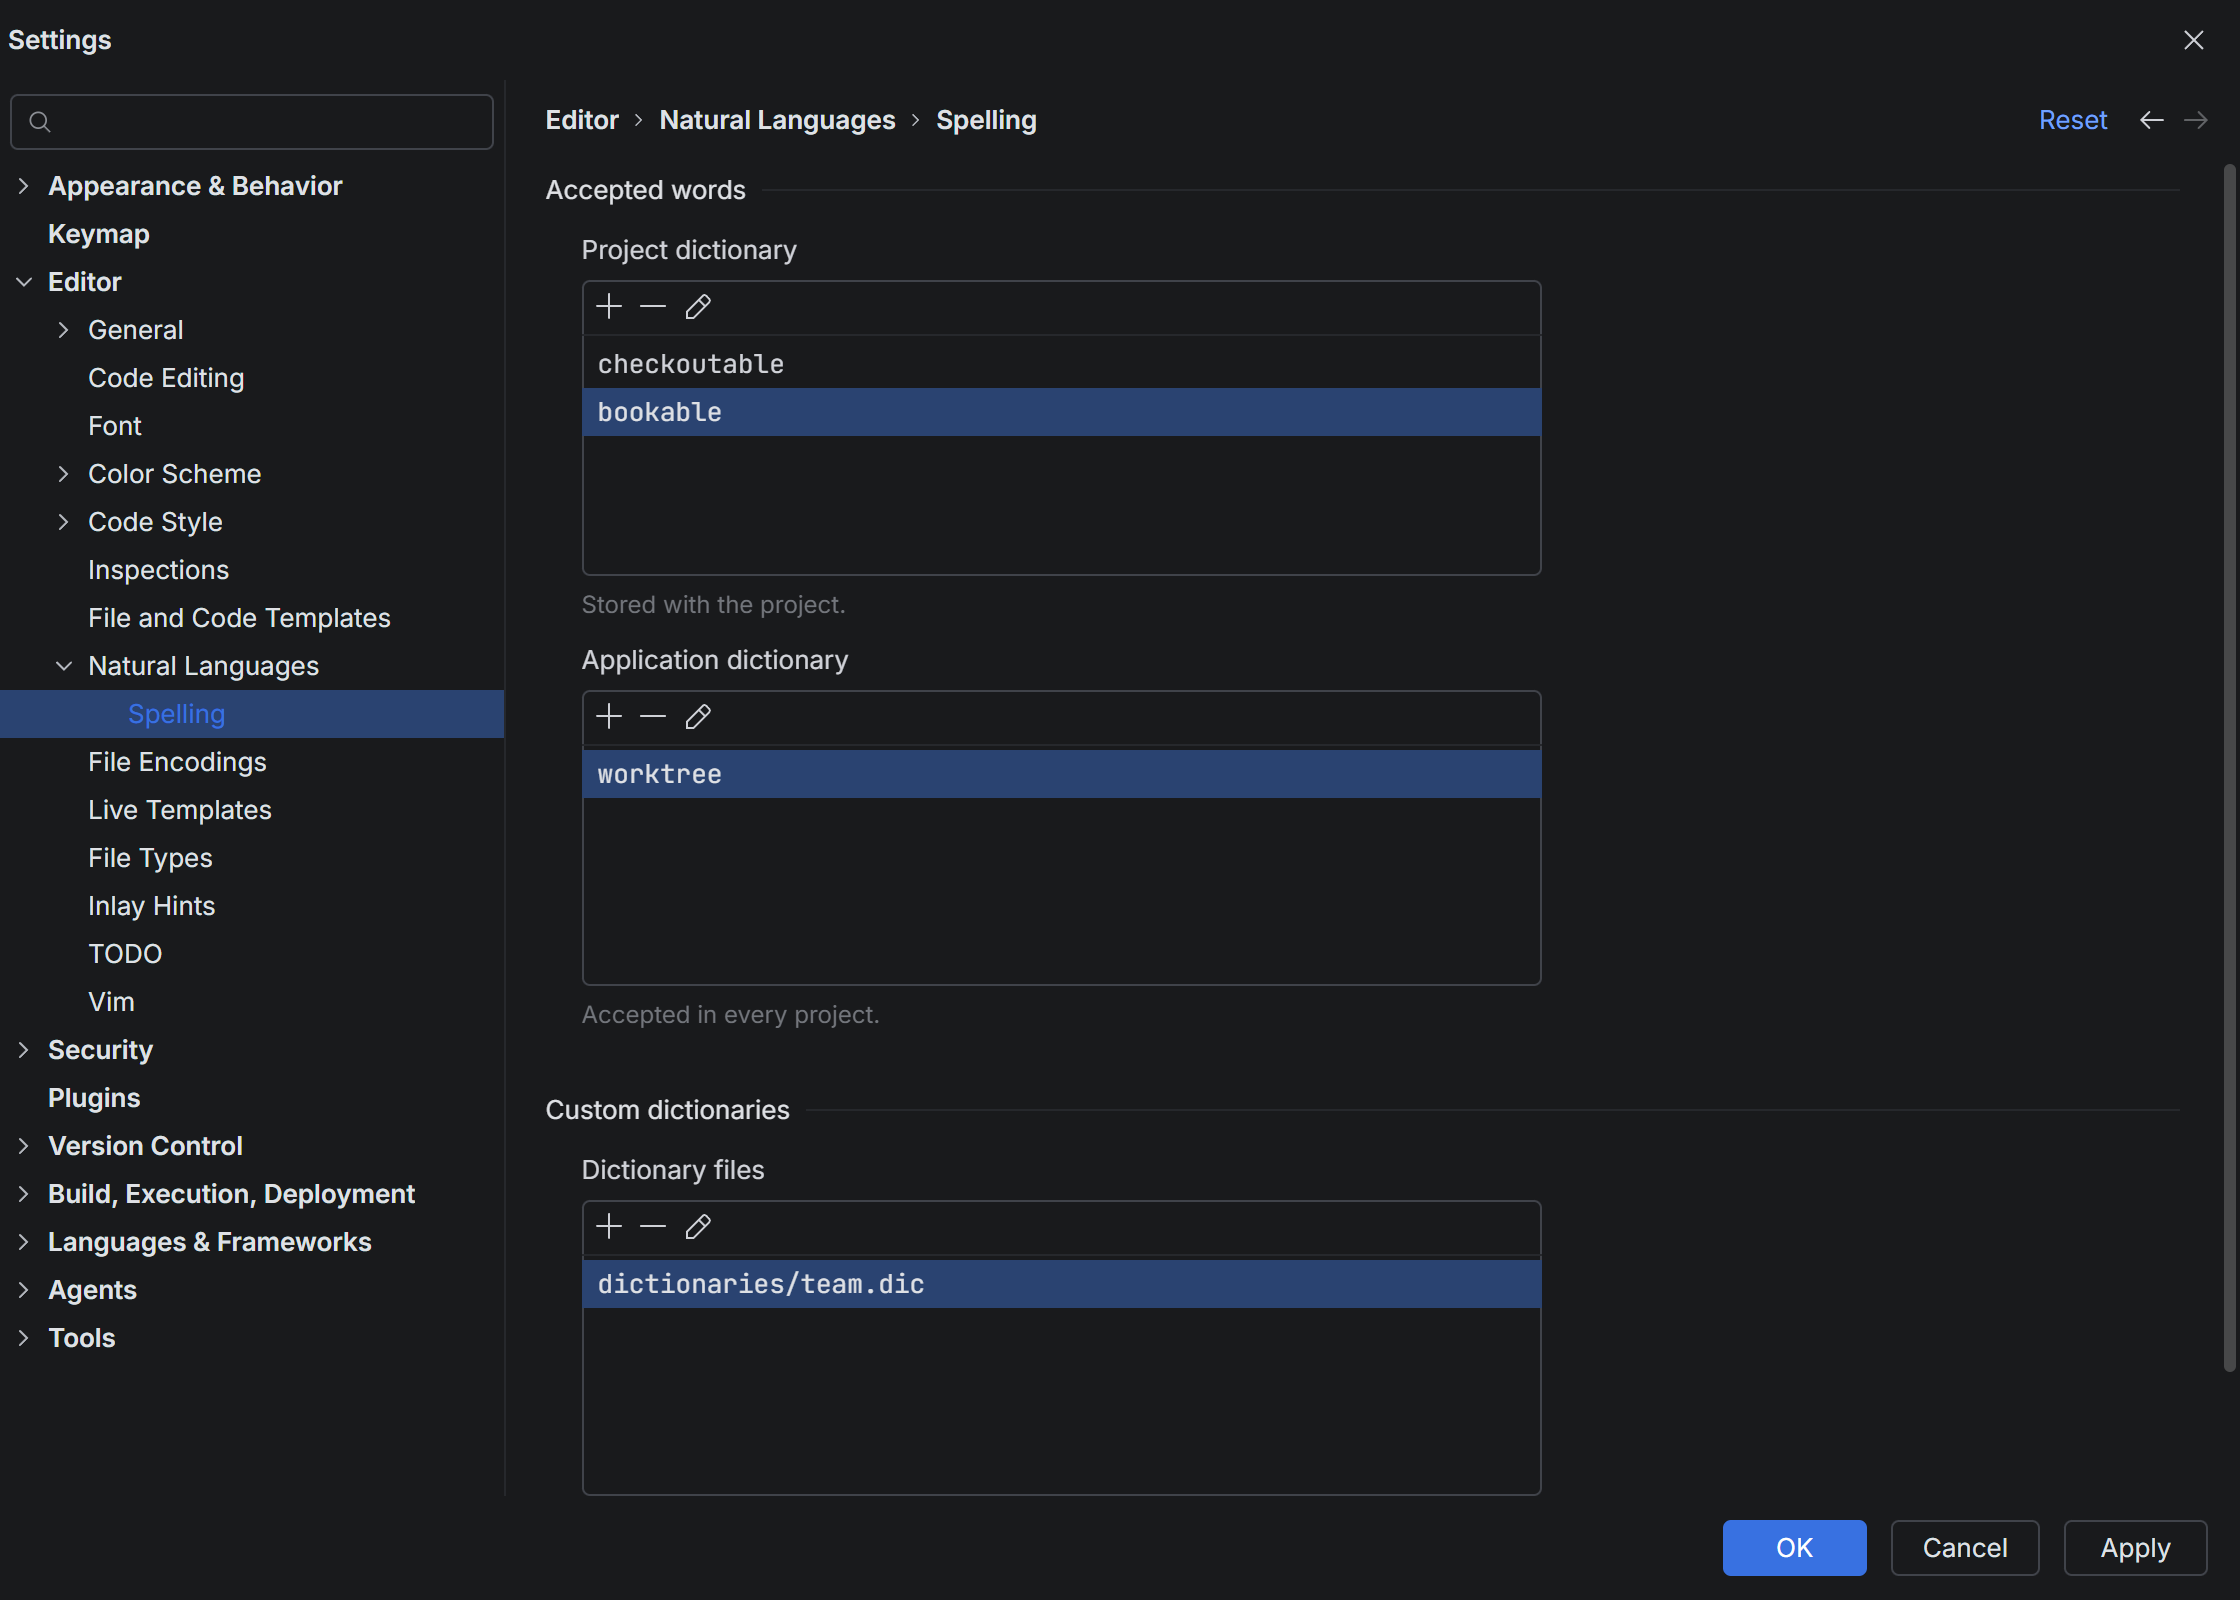 Settings
Appearance & Behavior
Keymap
Editor
General
Code Editing
Font
Color Scheme
Code Style
Inspections
File and Code Templates
Natural Languages
Spelling
File Encodings
Live Templates
File Types
Inlay Hints
TODO
Vim
Security
Plugins
Version Control
Build, Execution, Deployment
Languages & Frameworks
Agents
Tools
Editor › Natural Languages › Spelling
Reset
Accepted words
Project dictionary
checkoutable
bookable
Stored with the project.
Application dictionary
worktree
Accepted in every project.
Custom dictionaries
Dictionary files
dictionaries/team.dic
OK
Cancel
Apply